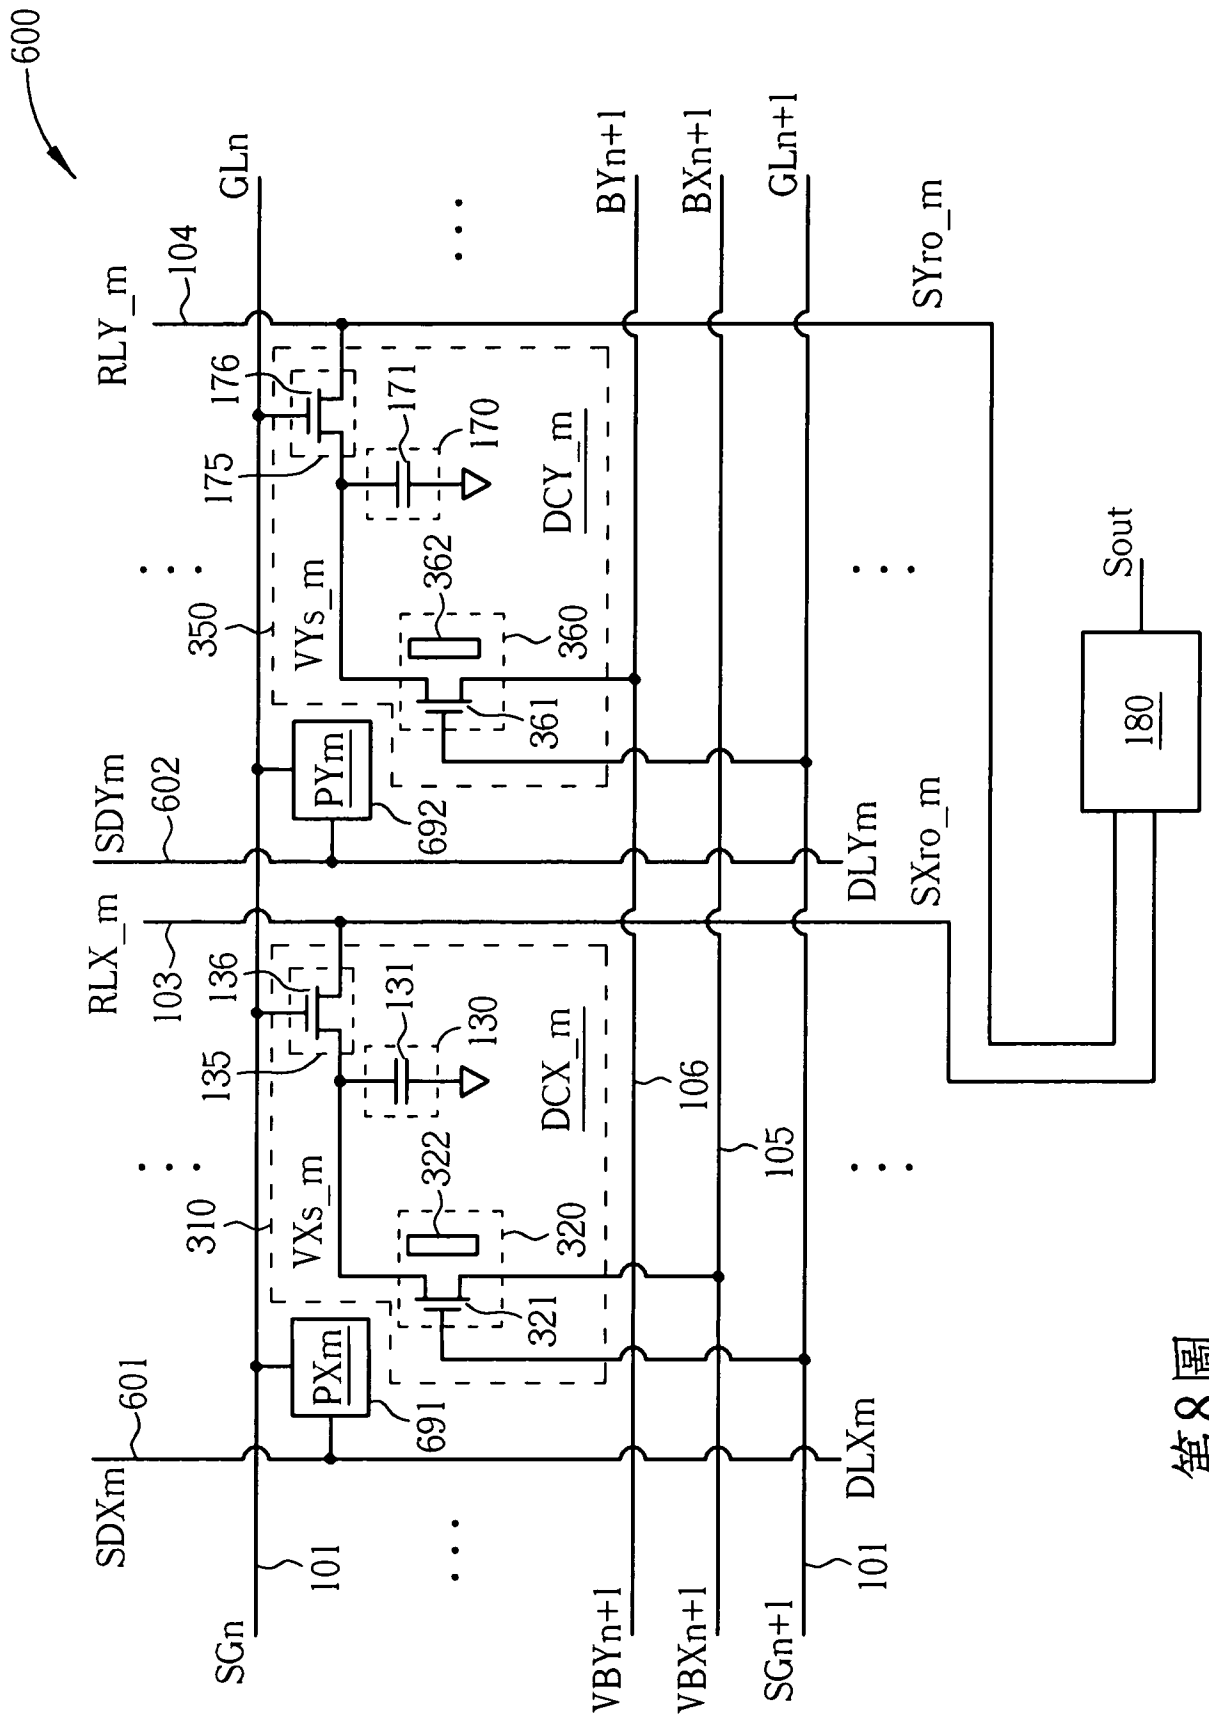 600
RLX_m
RLY_m
SDXm
601
103
SDYm
602
104
SGn
GLn
101
310
135
136
350
175
176
PXm
691
VXs_m
131
130
PYm
692
VYs_m
171
170
322
320
321
DCX_m
362
360
361
DCY_m
VBYn+1
106
BYn+1
VBXn+1
105
BXn+1
SGn+1
101
GLn+1
DLXm
DLYm
SXro_m
SYro_m
180
Sout
第8圖